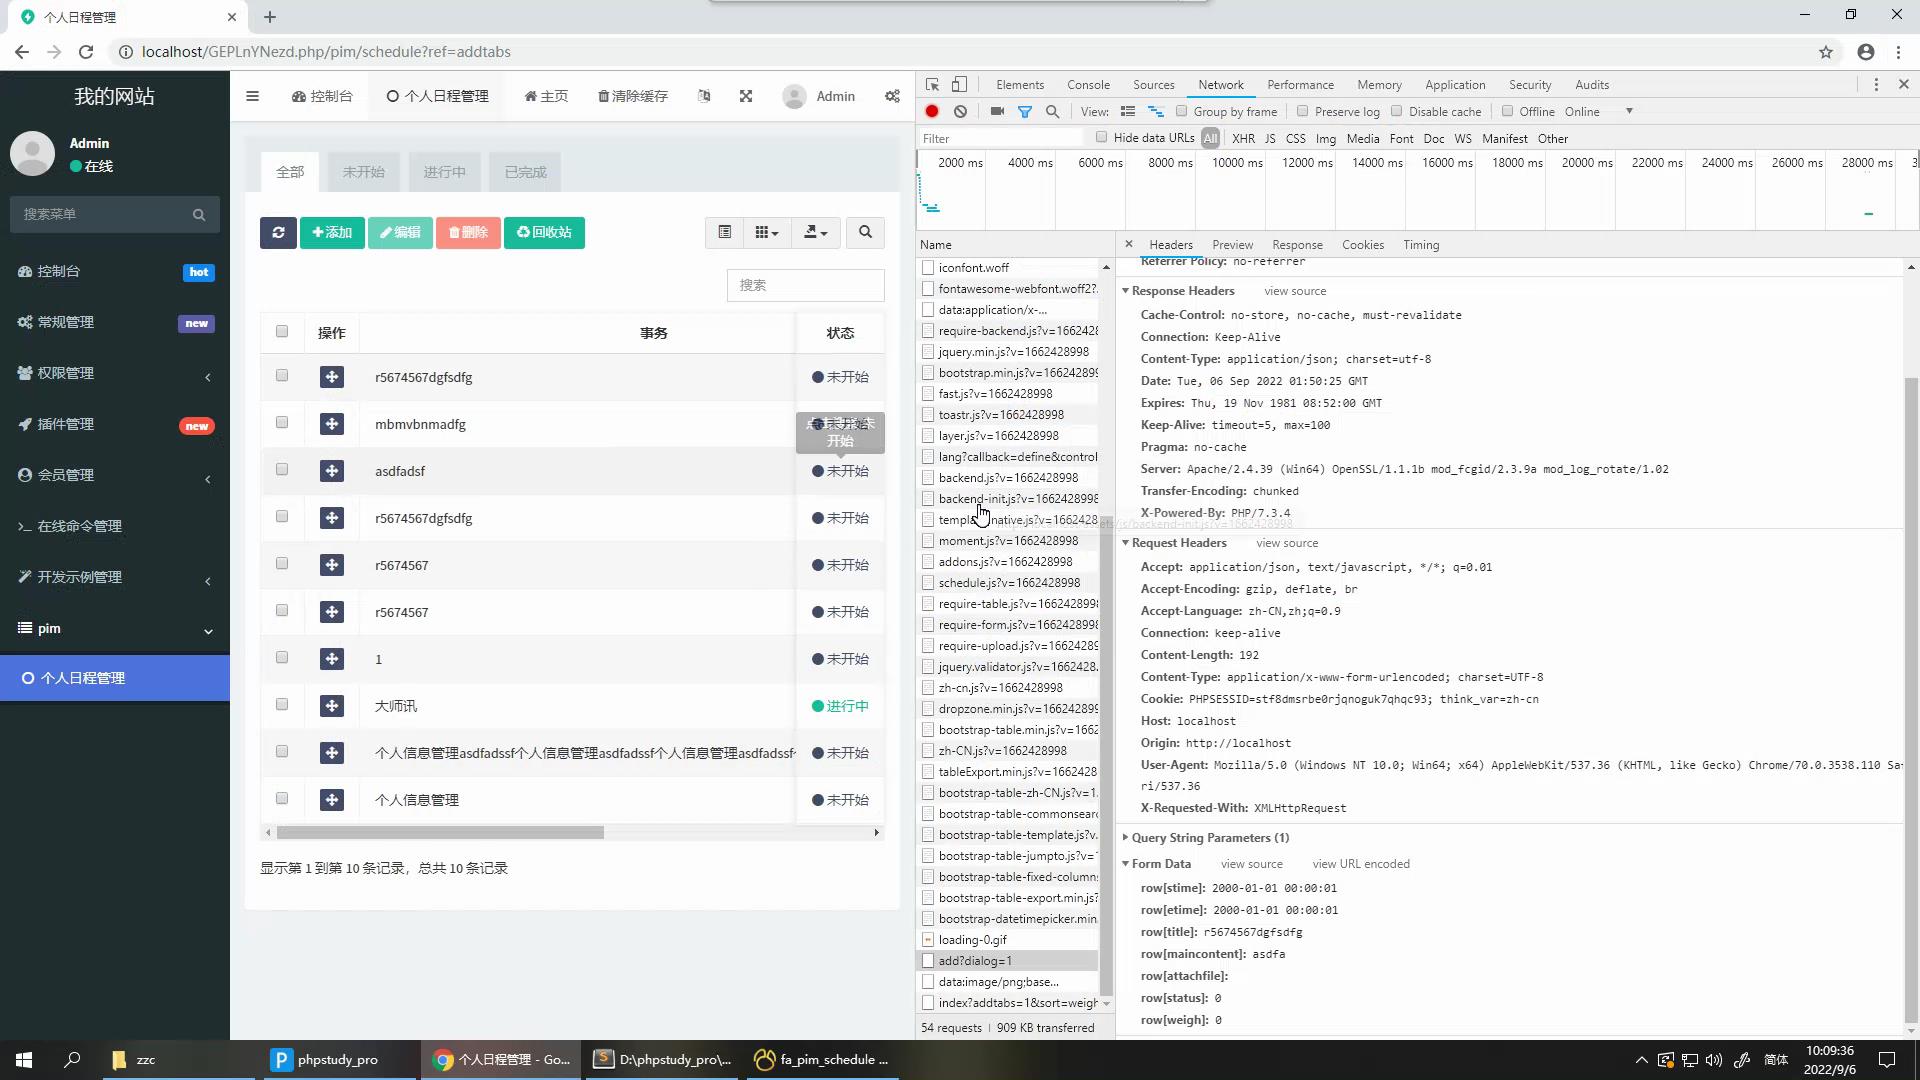 个人日程管理
localhost/GEPLnYNezd.php/pim/schedule?ref=addtabs
我的网站
控制台
个人日程管理
主页
清除缓存
Admin
Admin
在线
搜索菜单
控制台
hot
常规管理
new
权限管理
插件管理
new
会员管理
在线命令管理
开发示例管理
pim
个人日程管理
全部
未开始
进行中
已完成
添加
编辑
删除
回收站
搜索
操作
事务
状态
r5674567dgfsdfg
未开始
mbmvbnmadfg
开始
asdfadsf
未开始
r5674567dgfsdfg
未开始
r5674567
未开始
r5674567
未开始
1
未开始
大师讯
进行中
个人信息管理asdfadssf个人信息管理asdfadssf个人信息管理asdfadssf
未开始
个人信息管理
未开始
显示第 1 到第 10 条记录，总共 10 条记录
Elements
Console
Sources
Network
Performance
Memory
Application
Security
Audits
View:
Group by frame
Preserve log
Disable cache
Offline
Online
Filter
Hide data URLs
All
XHR
JS
CSS
Img
Media
Font
Doc
WS
Manifest
Other
2000 ms
4000 ms
6000 ms
8000 ms
10000 ms
12000 ms
14000 ms
16000 ms
18000 ms
20000 ms
22000 ms
24000 ms
26000 ms
28000 ms
3
Name
iconfont.woff
fontawesome-webfont.woff2?.
data:application/x-...
require-backend.js?v=1662428
jquery.min.js?v=1662428998
bootstrap.min.js?v=166242899
fast.js?v=1662428998
toastr.js?v=1662428998
layer.js?v=1662428998
lang?callback=define&control
backend.js?v=1662428998
backend-init.js?v=1662428998
native.js?v=1662428
moment.js?v=1662428998
addons.js?v=1662428998
schedule.js?v=1662428998
require-table.js?v=1662428998
require-form.js?v=1662428998
require-upload.js?v=16624289
jquery.validator.js?v=1662428.
zh-cn.js?v=1662428998
dropzone.min.js?v=166242899
bootstrap-table.min.js?v=1662
zh-CN.js?v=1662428998
tableExport.min.js?v=1662428
bootstrap-table-zh-CN.js?v=1.
bootstrap-table-commonsearc
bootstrap-table-template.js?v.
bootstrap-table-jumpto.js?v=1
bootstrap-table-fixed-column
bootstrap-table-export.min.js?
bootstrap-datetimepicker.min.
loading-0.gif
add?dialog=1
data:image/png;base...
index?addtabs=1&sort=weigh
54 requests | 909 KB transferred
Headers
Preview
Response
Cookies
Timing
Referrer Policy: no-referrer
Response Headers view source
Cache-Control: no-store, no-cache, must-revalidate
Connection: Keep-Alive
Content-Type: application/json; charset=utf-8
Date: Tue, 06 Sep 2022 01:50:25 GMT
Expires: Thu, 19 Nov 1981 08:52:00 GMT
Keep-Alive: timeout=5, max=100
Pragma: no-cache
Server: Apache/2.4.39 (Win64) OpenSSL/1.1.1b mod_fcgid/2.3.9a mod_log_rotate/1.02
Transfer-Encoding: chunked
X-Powered-By: PHP/7.3.4
Request Headers view source
Accept: application/json, text/javascript, */*; q=0.01
Accept-Encoding: gzip, deflate, br
Accept-Language: zh-CN,zh;q=0.9
Connection: keep-alive
Content-Length: 192
Content-Type: application/x-www-form-urlencoded; charset=UTF-8
Cookie: PHPSESSID=stf8dmsrbe0rjqnoguk7qhqc93; think_var=zh-cn
Host: localhost
Origin: http://localhost
User-Agent: Mozilla/5.0 (Windows NT 10.0; Win64; x64) AppleWebKit/537.36 (KHTML, like Gecko) Chrome/70.0.3538.110 Sa
ri/537.36
X-Requested-With: XMLHttpRequest
Query String Parameters (1)
Form Data view source view URL encoded
row[stime]: 2000-01-01 00:00:01
row[etime]: 2000-01-01 00:00:01
row[title]: r5674567dgfsdfg
row[maincontent]: asdfa
row[attachfile]:
row[status]: 0
row[weigh]: 0
zzc
phpstudy_pro
个人日程管理 - Go...
D:\phpstudy_pro\...
fa_pim_schedule ...
简体
10:09:36
2022/9/6